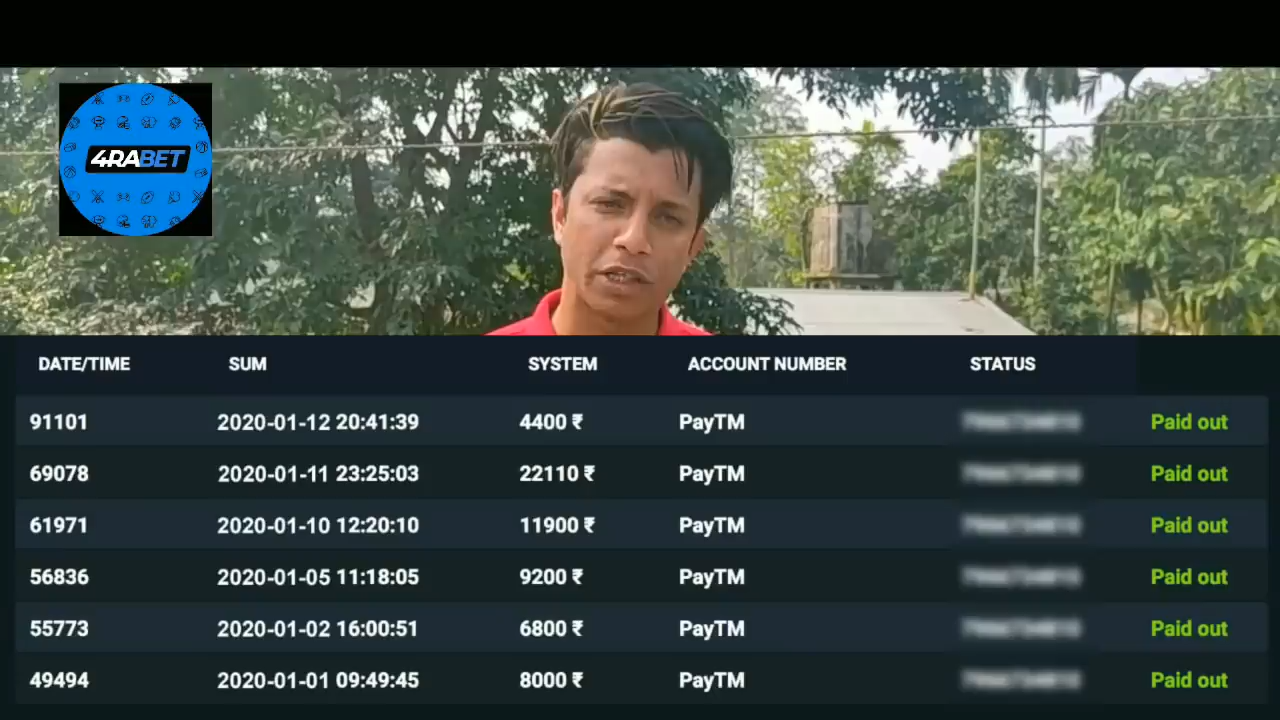 4RABET
DATE/TIME SUM SYSTEM ACCOUNT NUMBER STATUS
91101 2020-01-12 20:41:39 4400 ₹ PayTM Paid out
69078 2020-01-11 23:25:03 22110 ₹ PayTM Paid out
61971 2020-01-10 12:20:10 11900 ₹ PayTM Paid out
56836 2020-01-05 11:18:05 9200 ₹ PayTM Paid out
55773 2020-01-02 16:00:51 6800 ₹ PayTM Paid out
49494 2020-01-01 09:49:45 8000 ₹ PayTM Paid out